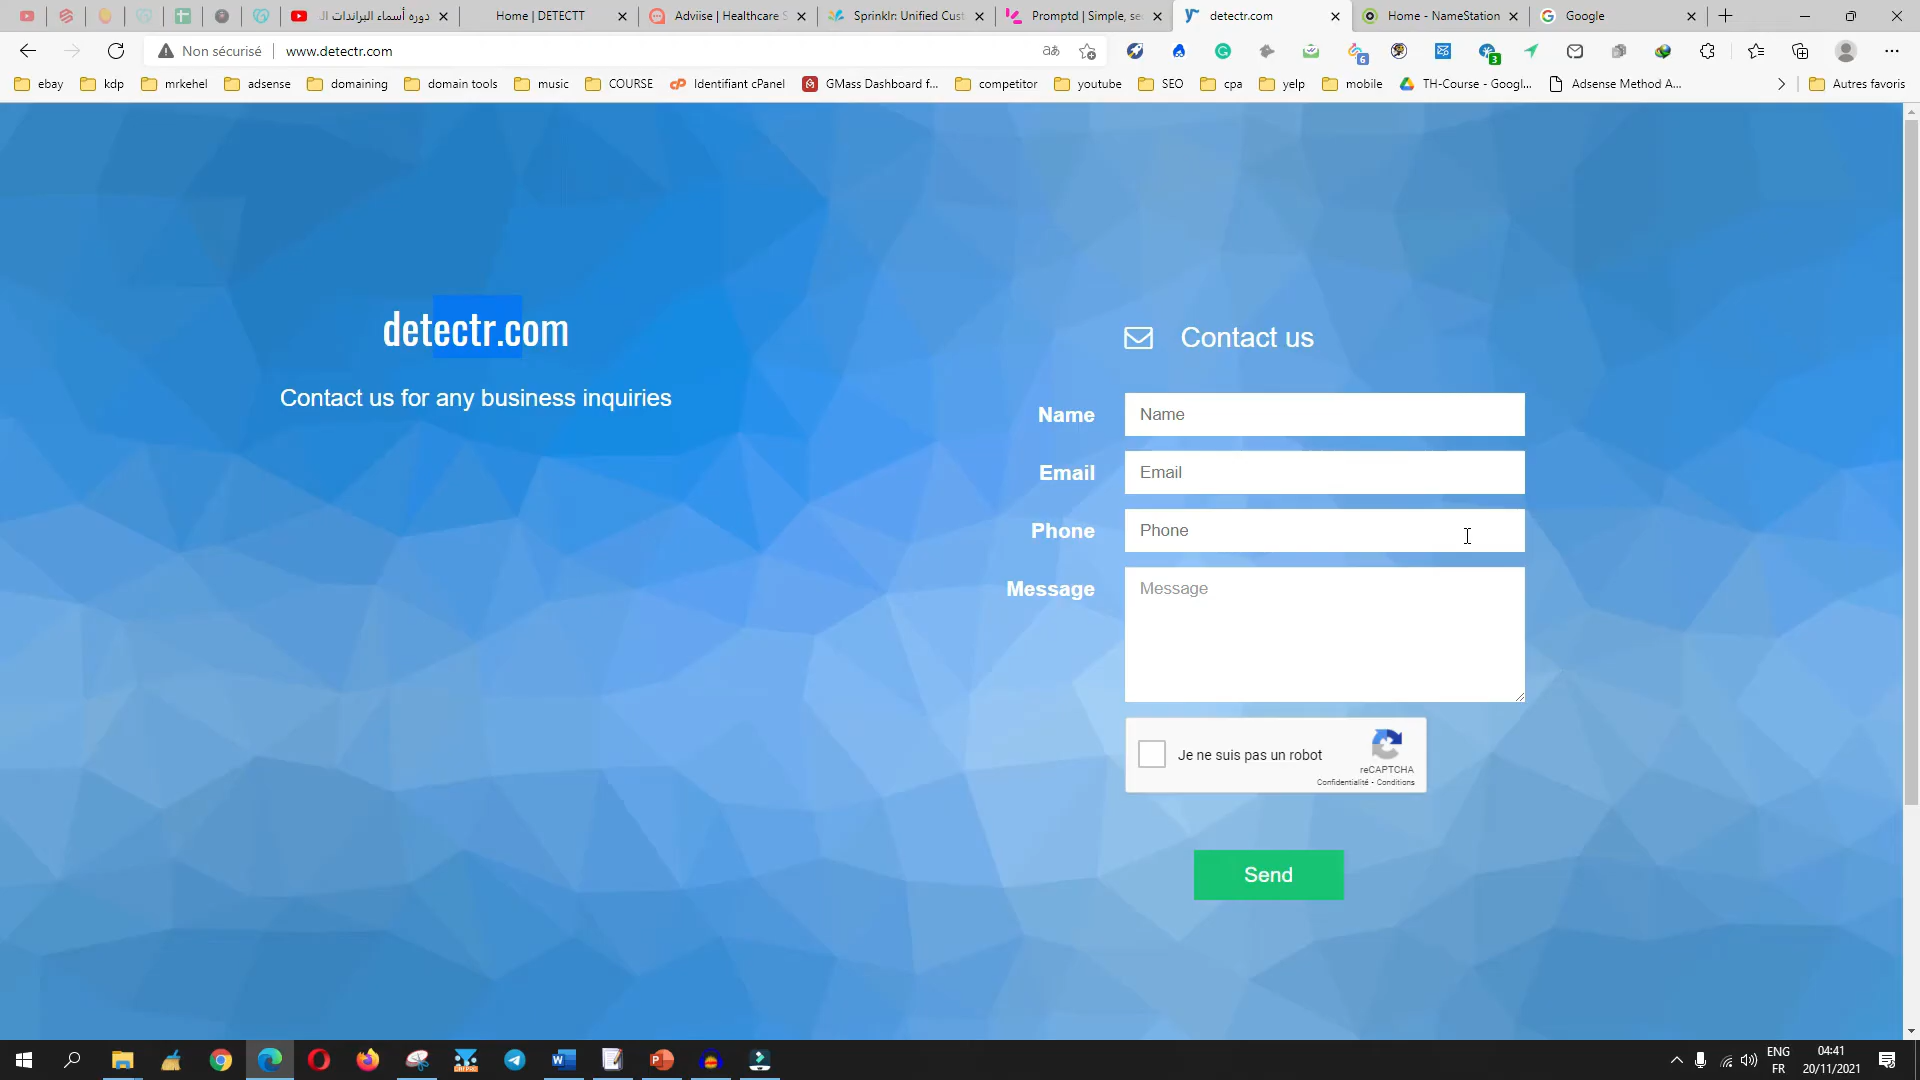 دوره أسماء البراندات ال
Home | DETECTT
Adviise | Healthcare S
Sprinklr: Unified Cust
Promptd | Simple, se
detectr.com
Home - NameStation
Google
Non sécurisé
www.detectr.com
6
3
ebay
kdp
mrkehel
adsense
domaining
domain tools
music
COURSE
Identifiant cPanel
GMass Dashboard f...
competitor
youtube
SEO
cpa
yelp
mobile
TH-Course - Googl...
Adsense Method A...
Autres favoris
detectr.com
Contact us for any business inquiries
Contact us
Name
Name
Email
Email
Phone
Phone
Message
Message
Je ne suis pas un robot
reCAPTCHA
Confidentialité - Conditions
Send
ENG
FR
04:41
20/11/2021